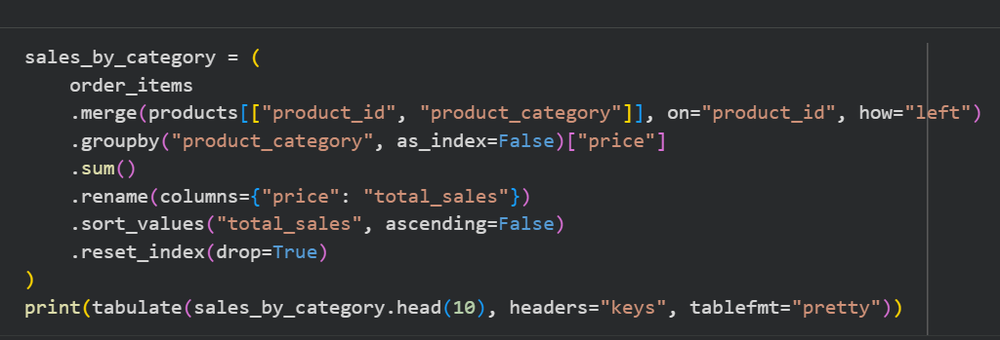 sales_by_category = (
    order_items
    .merge(products[["product_id", "product_category"]], on="product_id", how="left")
    .groupby("product_category", as_index=False)["price"]
    .sum()
    .rename(columns={"price": "total_sales"})
    .sort_values("total_sales", ascending=False)
    .reset_index(drop=True)
)
print(tabulate(sales_by_category.head(10), headers="keys", tablefmt="pretty"))